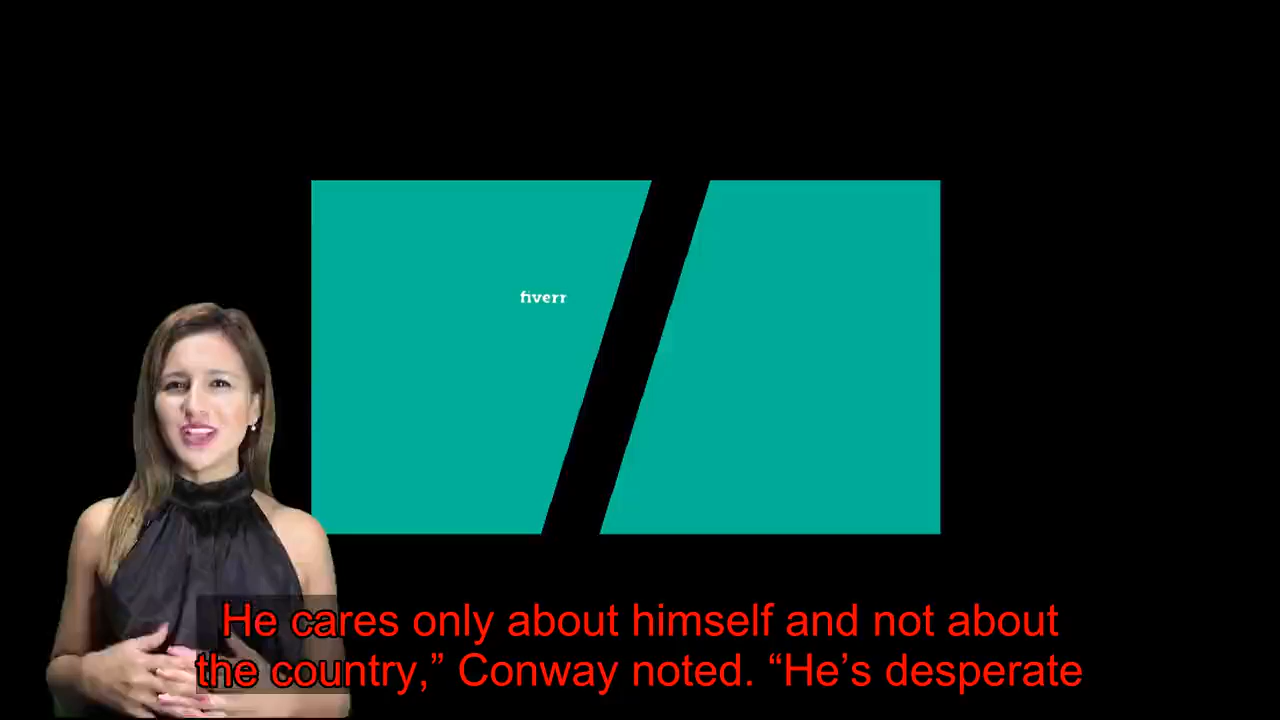 fiverr
He cares only about himself and not about
the country,” Conway noted. “He’s desperate